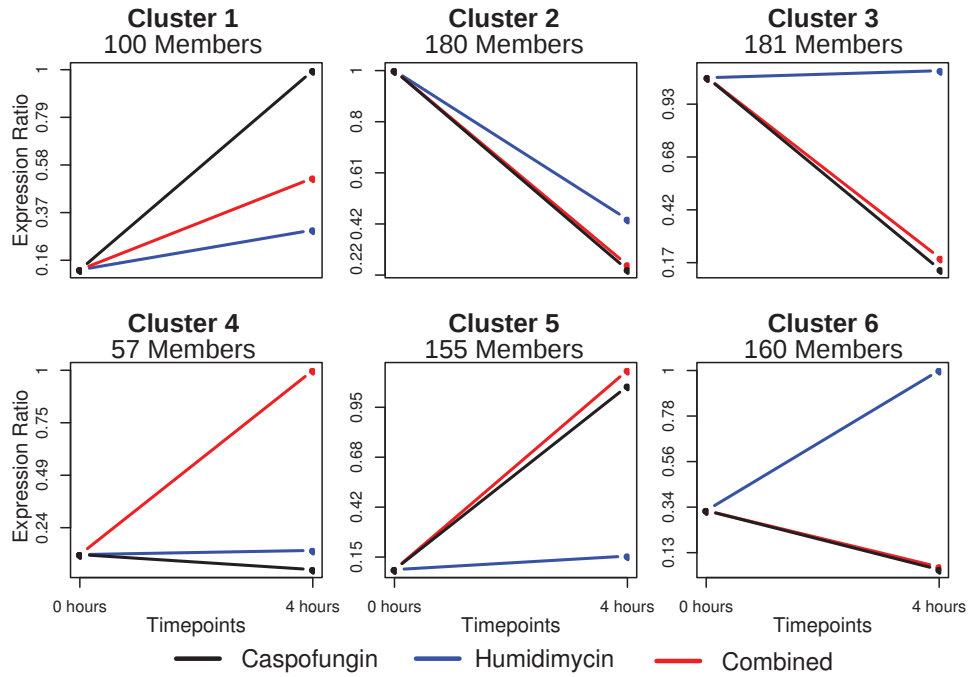 Cluster 1 Cluster 2 Cluster 3
100 Members 180 Members 181 Members
Expression Ratio
1 0.79 0.58 0.37 0.16
1 0.8 0.61 0.42 0.22
0.93 0.68 0.42 0.17
Cluster 4 Cluster 5 Cluster 6
57 Members 155 Members 160 Members
Expression Ratio
1 0.75 0.49 0.24
0.95 0.68 0.42 0.15
1 0.78 0.56 0.34 0.13
0 hours 4 hours 0 hours 4 hours 0 hours 4 hours
Timepoints Timepoints Timepoints
Caspofungin Humidimycin Combined